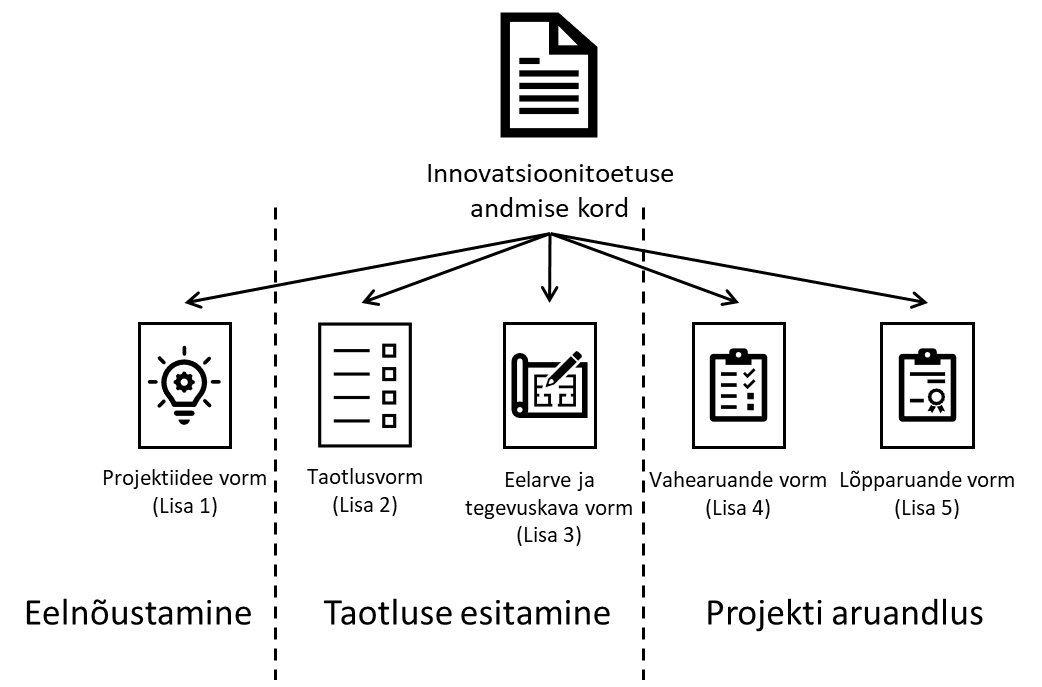 Innovatsioonitoetuse
andmise kord
Projektiidee vorm
(Lisa 1)
Taotlusvorm
(Lisa 2)
Eelarve ja
tegevuskava vorm
(Lisa 3)
Vahearuande vorm
(Lisa 4)
Lõpparuande vorm
(Lisa 5)
Eelnõustamine
Taotluse esitamine
Projekti aruandlus